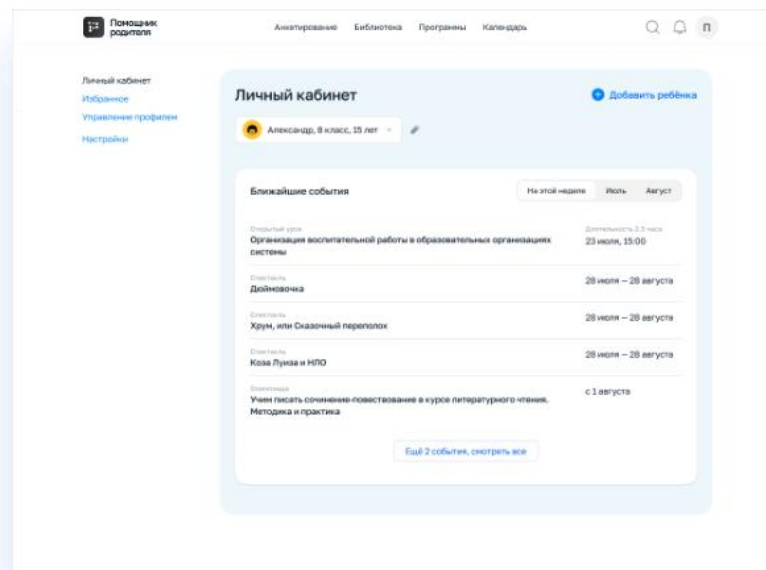 Помощник
родителя
Анкетирование Библиотека Программы Календарь
П
Личный кабинет
Избранное
Управление профилем
Настройки
Личный кабинет
Добавить ребёнка
Александр, 8 класс, 15 лет
Ближайшие события
На этой неделе Июль Август
Открытый урок
Длительность 2.5 часа
Организация воспитательной работы в образовательных организациях
системы
23 июля, 15:00
Спектакль
Дюймовочка
28 июля — 28 августа
Спектакль
Хрум, или Сказочный переполох
28 июля — 28 августа
Спектакль
Коза Луиза и НЛО
28 июля — 28 августа
Олимпиада
Учим писать сочинение-повествование в курсе литературного чтения.
Методика и практика
с 1 августа
Ещё 2 события, смотреть все